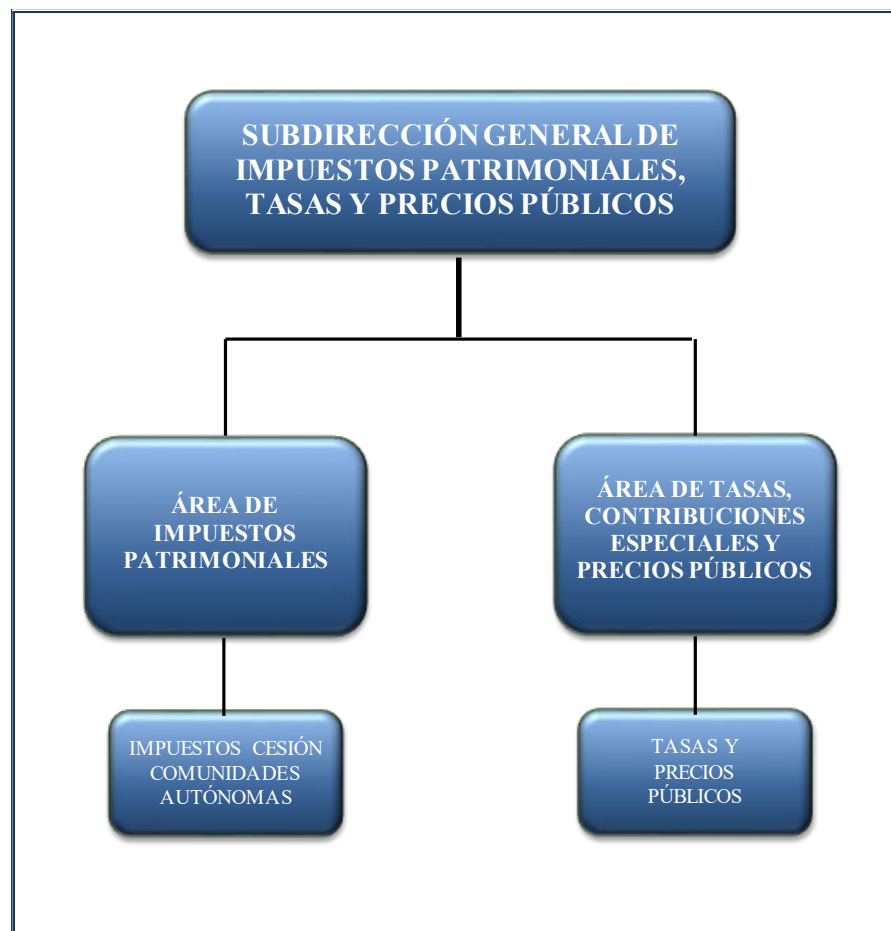 SUBDIRECCIÓN GENERAL DE
IMPUESTOS PATRIMONIALES,
TASAS Y PRECIOS PÚBLICOS
ÁREA DE
IMPUESTOS
PATRIMONIALES
ÁREA DE TASAS,
CONTRIBUCIONES
ESPECIALES Y
PRECIOS PÚBLICOS
IMPUESTOS CESIÓN
COMUNIDADES
AUTÓNOMAS
TASAS Y
PRECIOS
PÚBLICOS